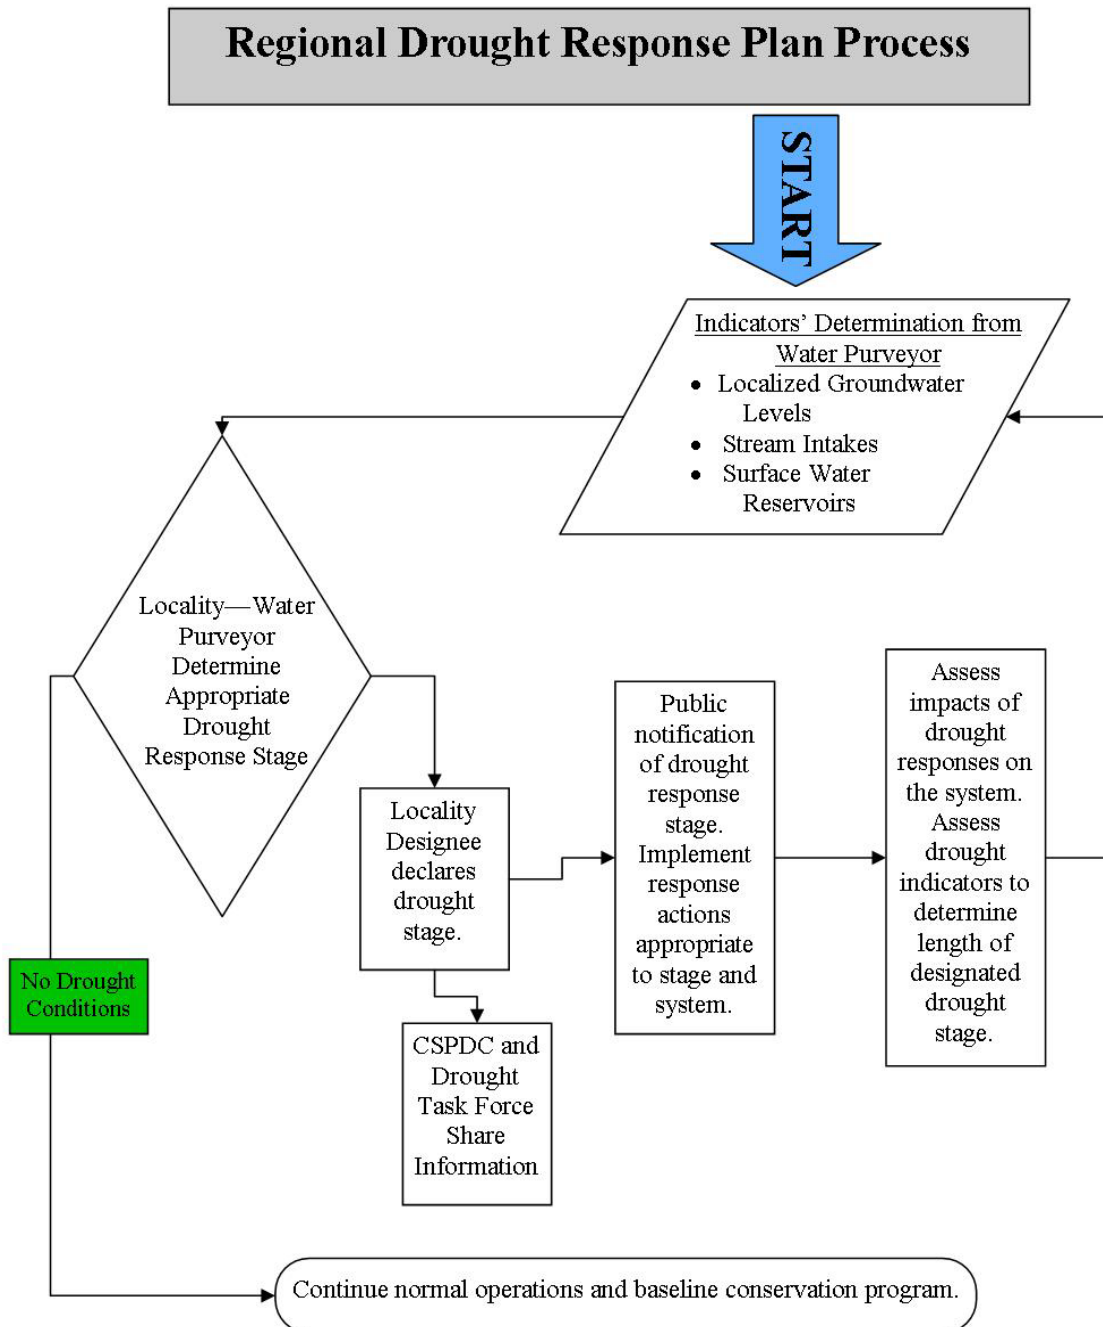 Regional Drought Response Plan Process
START
Indicators’ Determination from
Water Purveyor
• Localized Groundwater
Levels
• Stream Intakes
• Surface Water
Reservoirs
Locality—Water
Purveyor
Determine
Appropriate
Drought
Response Stage
Locality
Designee
declares
drought
stage.
Public
notification
of drought
response
stage.
Implement
response
actions
appropriate
to stage and
system.
Assess
impacts of
drought
responses on
the system.
Assess
drought
indicators to
determine
length of
designated
drought
stage.
No Drought
Conditions
CSPDC and
Drought
Task Force
Share
Information
Continue normal operations and baseline conservation program.